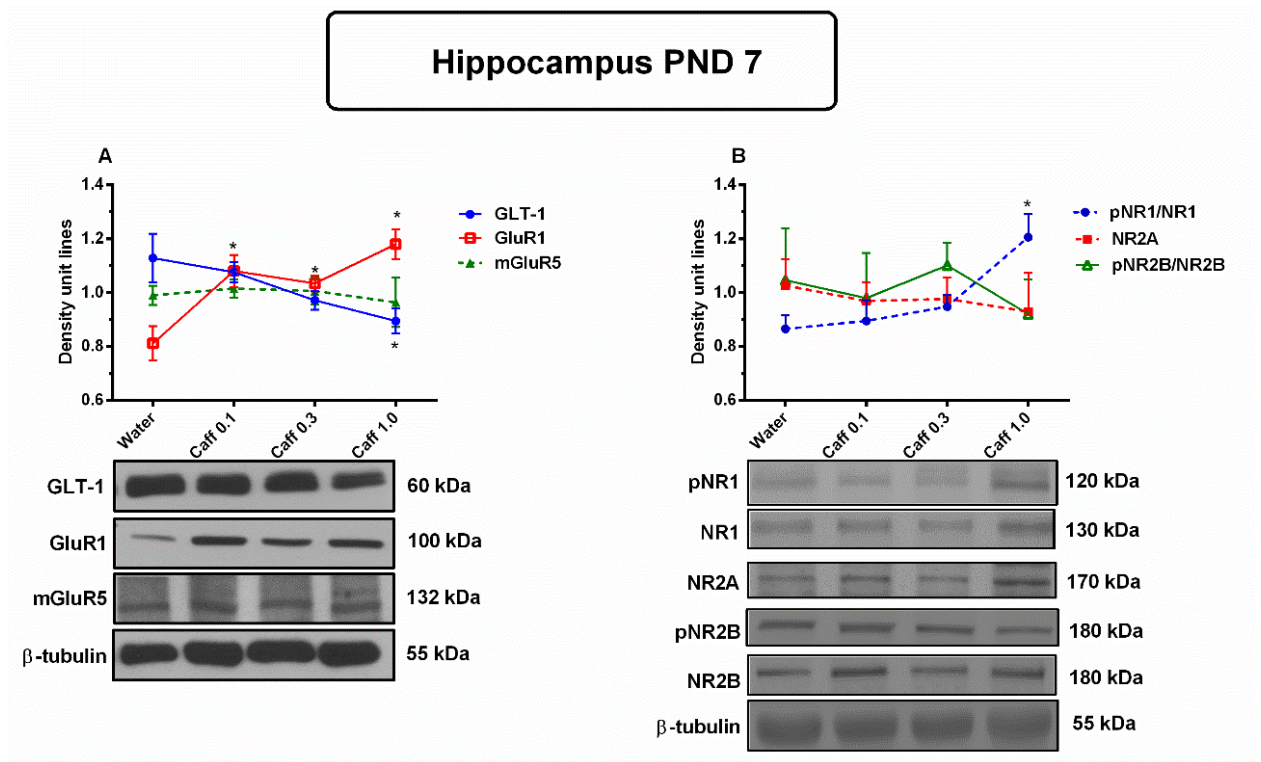 Hippocampus PND 7
A
Density unit lines
1.4
1.2
1.0
0.8
0.6
*
*
*
*
GLT-1
GluR1
mGluR5
Water
Caff 0.1
Caff 0.3
Caff 1.0
GLT-1 60 kDa
GluR1 100 kDa
mGluR5 132 kDa
β-tubulin 55 kDa
B
Density unit lines
1.4
1.2
1.0
0.8
0.6
*
pNR1/NR1
NR2A
pNR2B/NR2B
Water
Caff 0.1
Caff 0.3
Caff 1.0
pNR1 120 kDa
NR1 130 kDa
NR2A 170 kDa
pNR2B 180 kDa
NR2B 180 kDa
β-tubulin 55 kDa